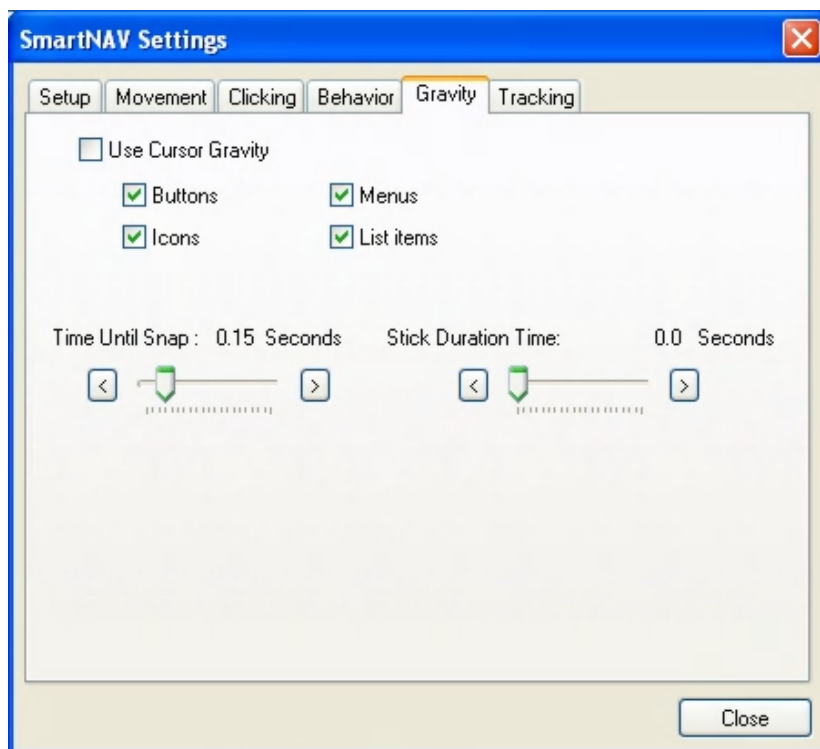 SmartNAV Settings
Setup Movement Clicking Behavior Gravity Tracking
Use Cursor Gravity
Buttons Menus
Icons List items
Time Until Snap : 0.15 Seconds Stick Duration Time: 0.0 Seconds
< > < >
Close